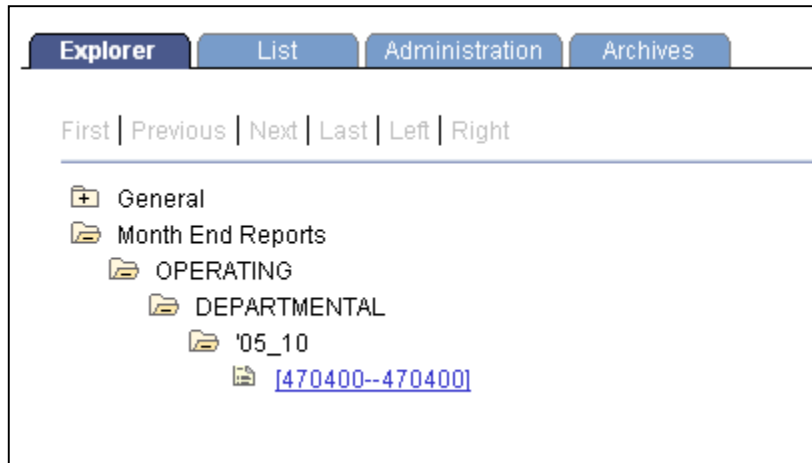 Explorer List Administration Archives
First | Previous | Next | Last | Left | Right
General
Month End Reports
OPERATING
DEPARTMENTAL
'05_10
[470400--470400]